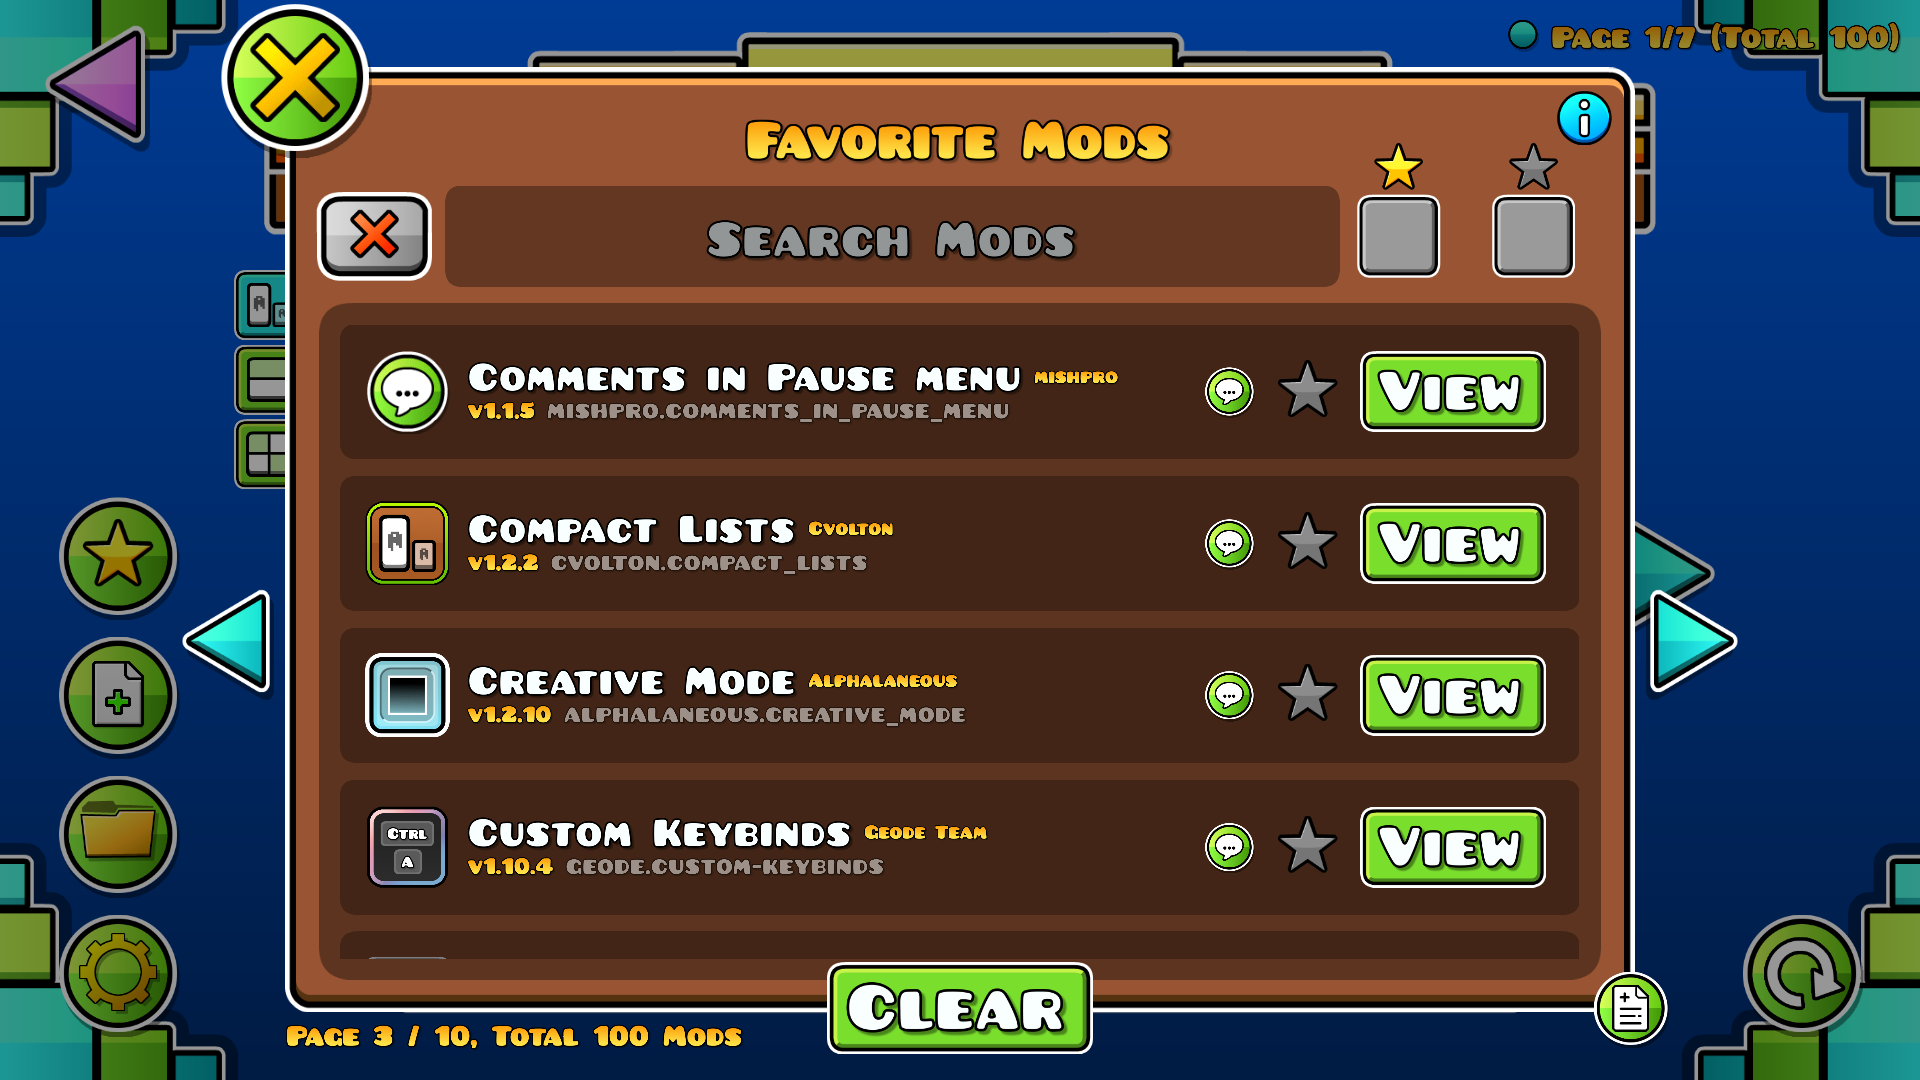 Page 1/7 (Total 100)
Favorite Mods
Search Mods
Comments in Pause menu mishpro
v1.1.5 mishpro.comments_in_pause_menu
View
Compact Lists Cvolton
v1.2.2 cvolton.compact_lists
View
Creative Mode Alphalaneous
v1.2.10 alphalaneous.creative_mode
View
Ctrl
A
Custom Keybinds Geode Team
v1.10.4 geode.custom-keybinds
View
Clear
Page 3 / 10, Total 100 Mods